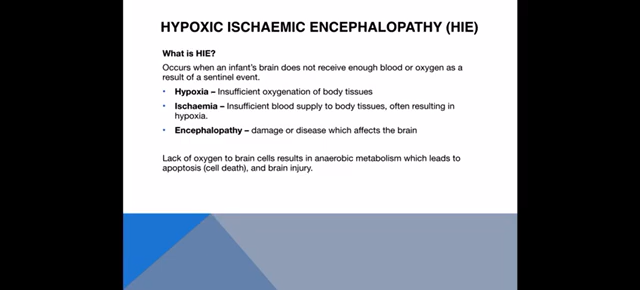 HYPOXIC ISCHAEMIC ENCEPHALOPATHY (HIE)
What is HIE?
Occurs when an infant's brain does not receive enough blood or oxygen as a
result of a sentinel event.
• Hypoxia – Insufficient oxygenation of body tissues
• Ischaemia – Insufficient blood supply to body tissues, often resulting in
hypoxia.
• Encephalopathy – damage or disease which affects the brain
Lack of oxygen to brain cells results in anaerobic metabolism which leads to
apoptosis (cell death), and brain injury.